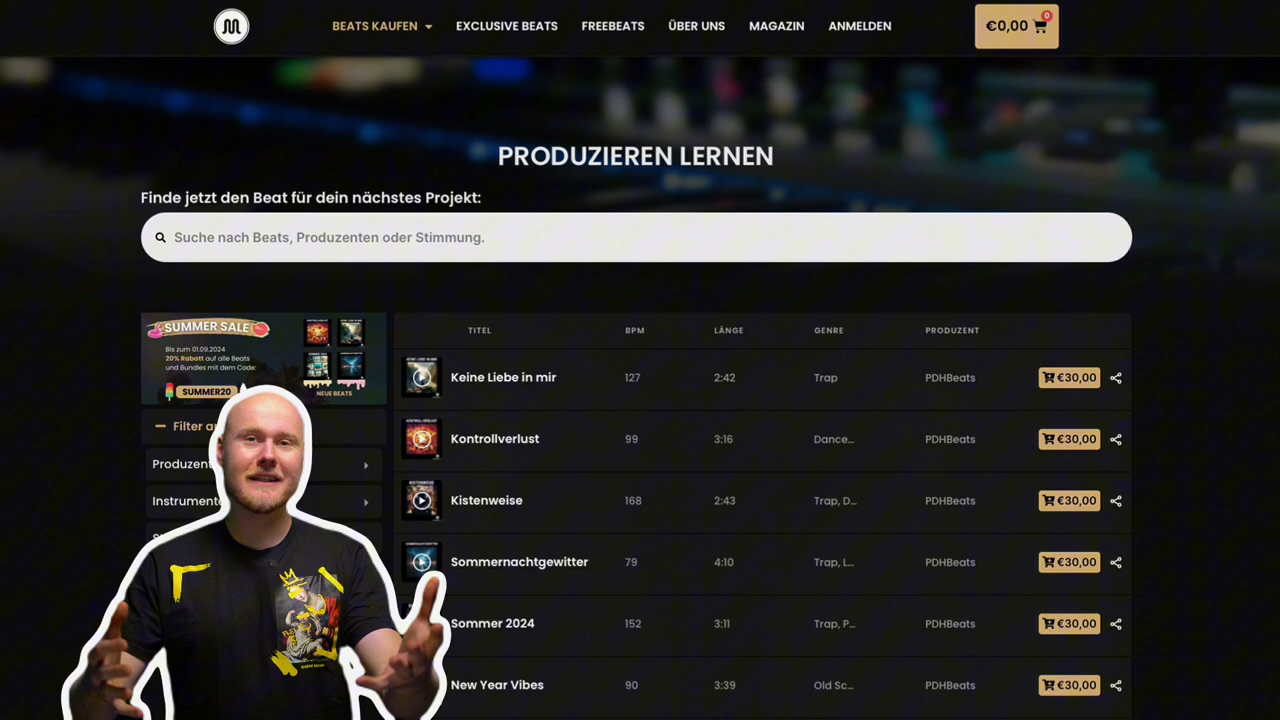 M
BEATS KAUFEN
EXCLUSIVE BEATS
FREEBEATS
ÜBER UNS
MAGAZIN
ANMELDEN
€0,00
0
PRODUZIEREN LERNEN
Finde jetzt den Beat für dein nächstes Projekt:
Suche nach Beats, Produzenten oder Stimmung.
SUMMER SALE
Bis zum 01.09.2024
20% Rabatt auf alle Beats
und Bundles mit dem Code:
SUMMER20
NEUE BEATS
Filter
Produzent
Instrumente
TITEL BPM LÄNGE GENRE PRODUZENT
Keine Liebe in mir 127 2:42 Trap PDHBeats €30,00
Kontrollverlust 99 3:16 Dance... PDHBeats €30,00
Kistenweise 168 2:43 Trap, D... PDHBeats €30,00
Sommernachtgewitter 79 4:10 Trap, L... PDHBeats €30,00
Sommer 2024 152 3:11 Trap, P... PDHBeats €30,00
New Year Vibes 90 3:39 Old Sc... PDHBeats €30,00